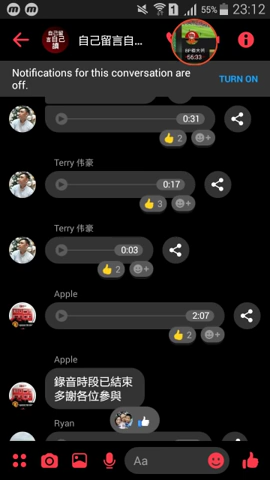 55% 23:12
自己留言自...
自己留
言自己
讀
56:33
Notifications for this conversation are
off.
TURN ON
0:31
2
Terry 伟豪
0:17
3
Terry 伟豪
0:03
2
Apple
2:07
2
Apple
錄音時段已結束
多謝各位參與
Ryan
Aa